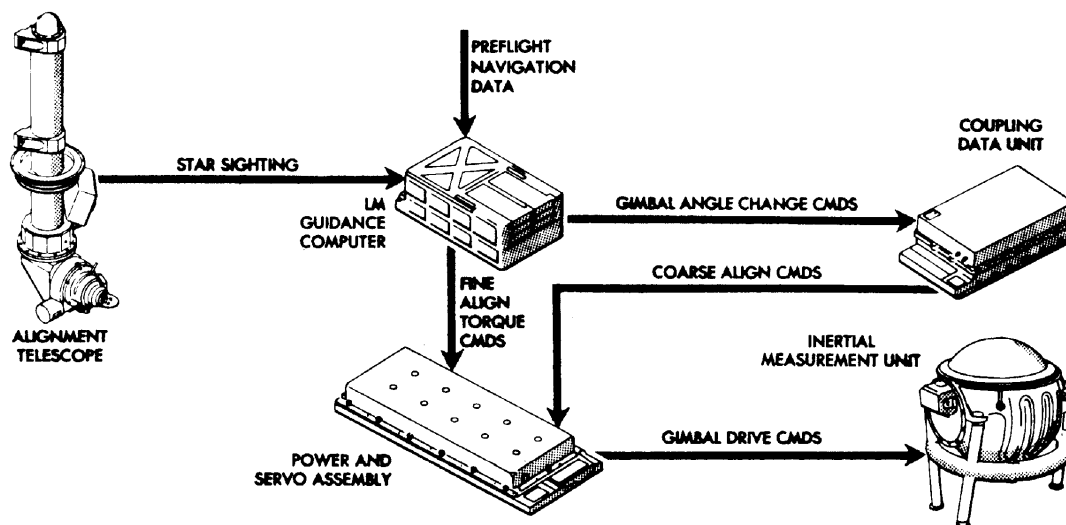 PREFLIGHT
NAVIGATION
DATA
COUPLING
DATA UNIT
STAR SIGHTING
LM
GUIDANCE
COMPUTER
GIMBAL ANGLE CHANGE CMDS
COARSE ALIGN CMDS
FINE
ALIGN
TORQUE
CMDS
ALIGNMENT
TELESCOPE
INERTIAL
MEASUREMENT UNIT
GIMBAL DRIVE CMDS
POWER AND
SERVO ASSEMBLY